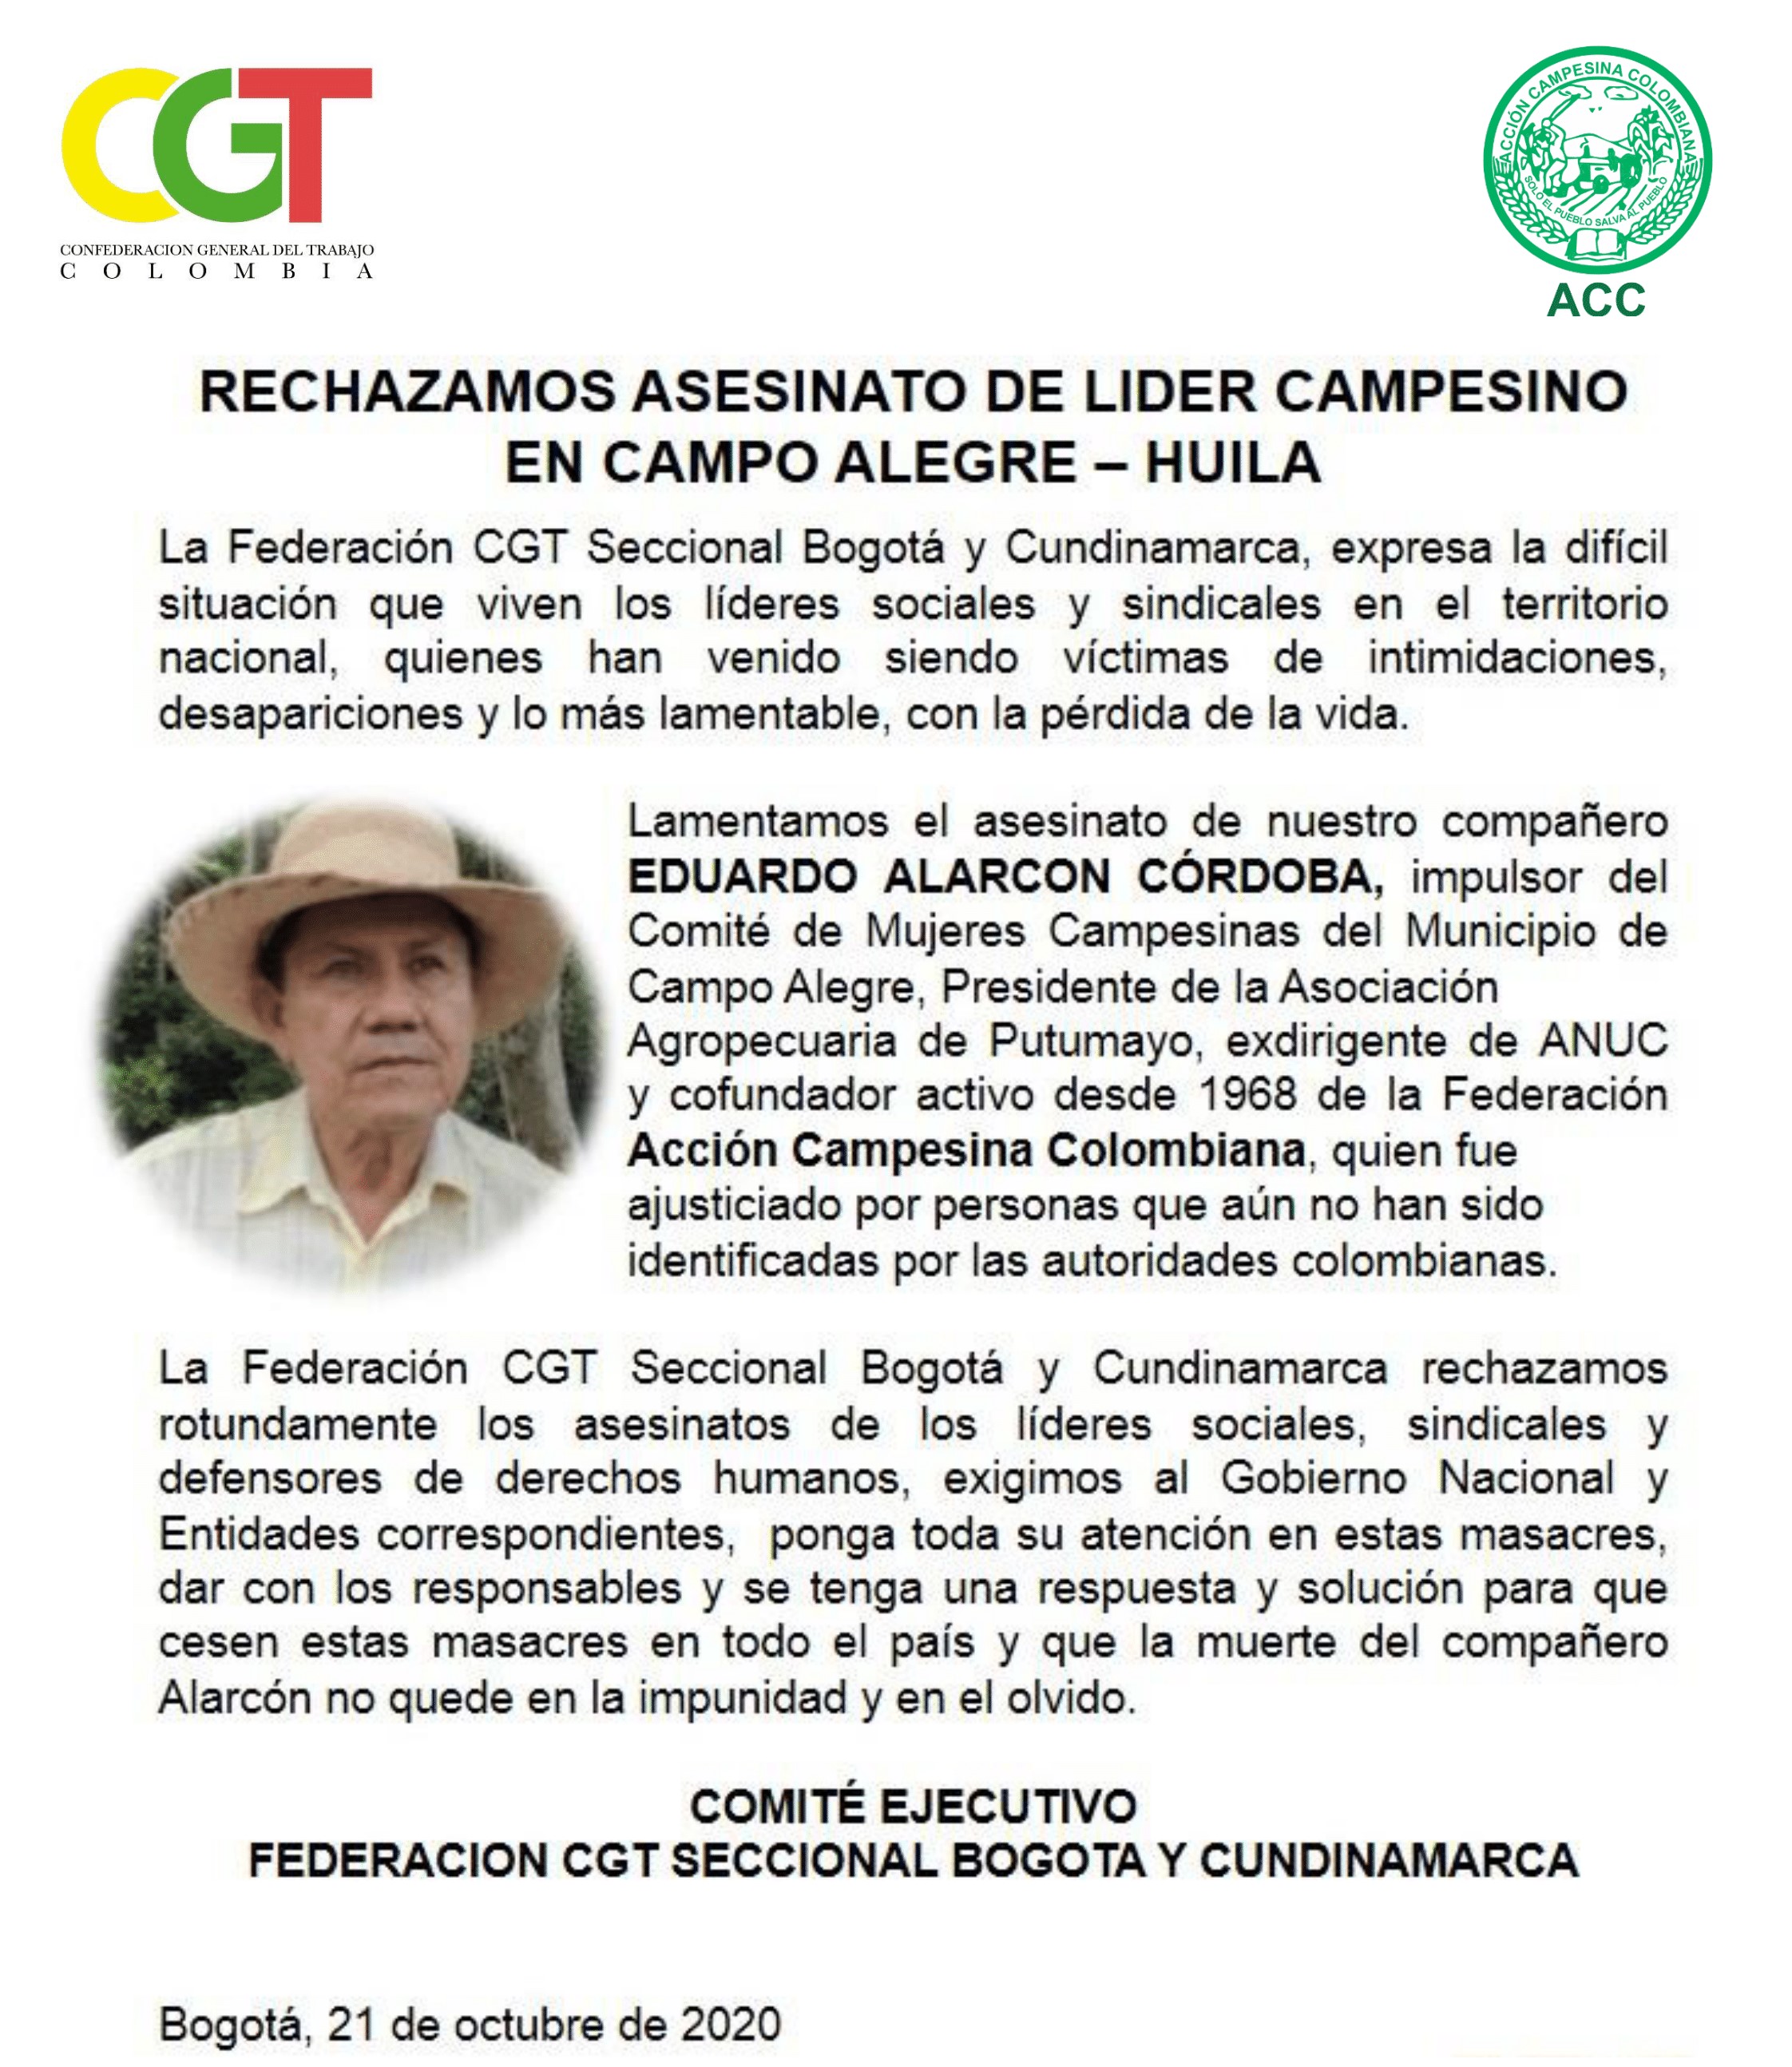 CGT
CONFEDERACION GENERAL DEL TRABAJO
COLOMBIA
ACCIÓN CAMPESINA COLOMBIANA
SOLO EL PUEBLO SALVA AL PUEBLO
ACC
RECHAZAMOS ASESINATO DE LIDER CAMPESINO
EN CAMPO ALEGRE – HUILA
La Federación CGT Seccional Bogotá y Cundinamarca, expresa la difícil
situación que viven los líderes sociales y sindicales en el territorio
nacional, quienes han venido siendo víctimas de intimidaciones,
desapariciones y lo más lamentable, con la pérdida de la vida.
Lamentamos el asesinato de nuestro compañero
EDUARDO ALARCON CÓRDOBA, impulsor del
Comité de Mujeres Campesinas del Municipio de
Campo Alegre, Presidente de la Asociación
Agropecuaria de Putumayo, exdirigente de ANUC
y cofundador activo desde 1968 de la Federación
Acción Campesina Colombiana, quien fue
ajusticiado por personas que aún no han sido
identificadas por las autoridades colombianas.
La Federación CGT Seccional Bogotá y Cundinamarca rechazamos
rotundamente los asesinatos de los líderes sociales, sindicales y
defensores de derechos humanos, exigimos al Gobierno Nacional y
Entidades correspondientes, ponga toda su atención en estas masacres,
dar con los responsables y se tenga una respuesta y solución para que
cesen estas masacres en todo el país y que la muerte del compañero
Alarcón no quede en la impunidad y en el olvido.
COMITÉ EJECUTIVO
FEDERACION CGT SECCIONAL BOGOTA Y CUNDINAMARCA
Bogotá, 21 de octubre de 2020